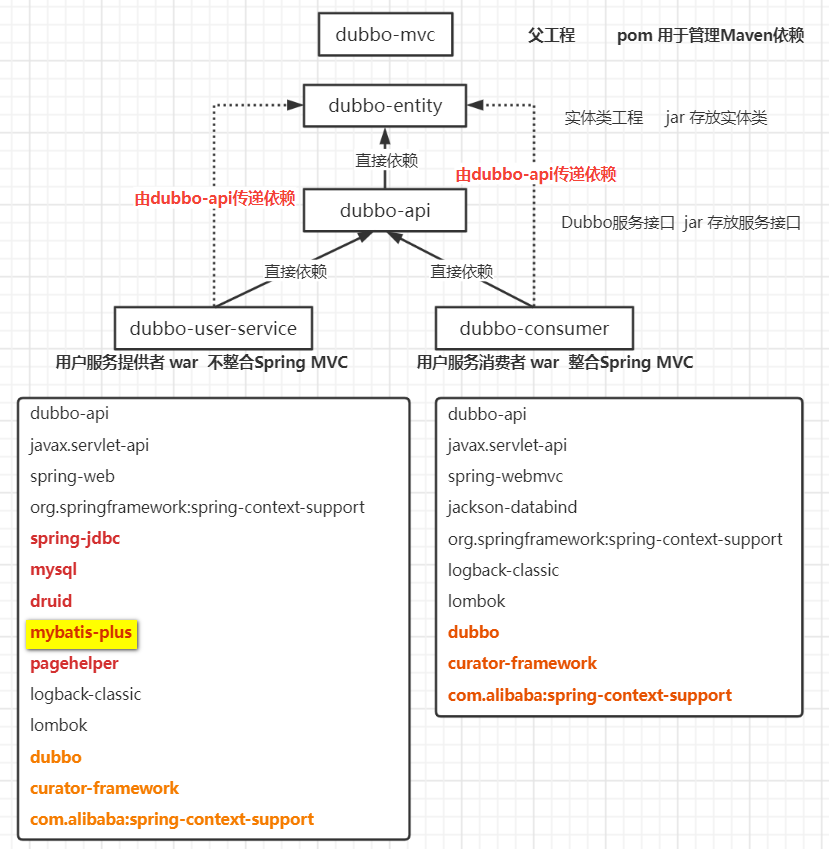 dubbo-mvc 父工程 pom 用于管理Maven依赖
dubbo-entity
实体类工程 jar 存放实体类
直接依赖
由dubbo-api传递依赖
由dubbo-api传递依赖
dubbo-api
Dubbo服务接口 jar 存放服务接口
直接依赖
直接依赖
dubbo-user-service
用户服务提供者 war 不整合Spring MVC
dubbo-consumer
用户服务消费者 war 整合Spring MVC
dubbo-api
javax.servlet-api
spring-web
org.springframework:spring-context-support
spring-jdbc
mysql
druid
mybatis-plus
pagehelper
logback-classic
lombok
dubbo
curator-framework
com.alibaba:spring-context-support
dubbo-api
javax.servlet-api
spring-webmvc
jackson-databind
org.springframework:spring-context-support
logback-classic
lombok
dubbo
curator-framework
com.alibaba:spring-context-support